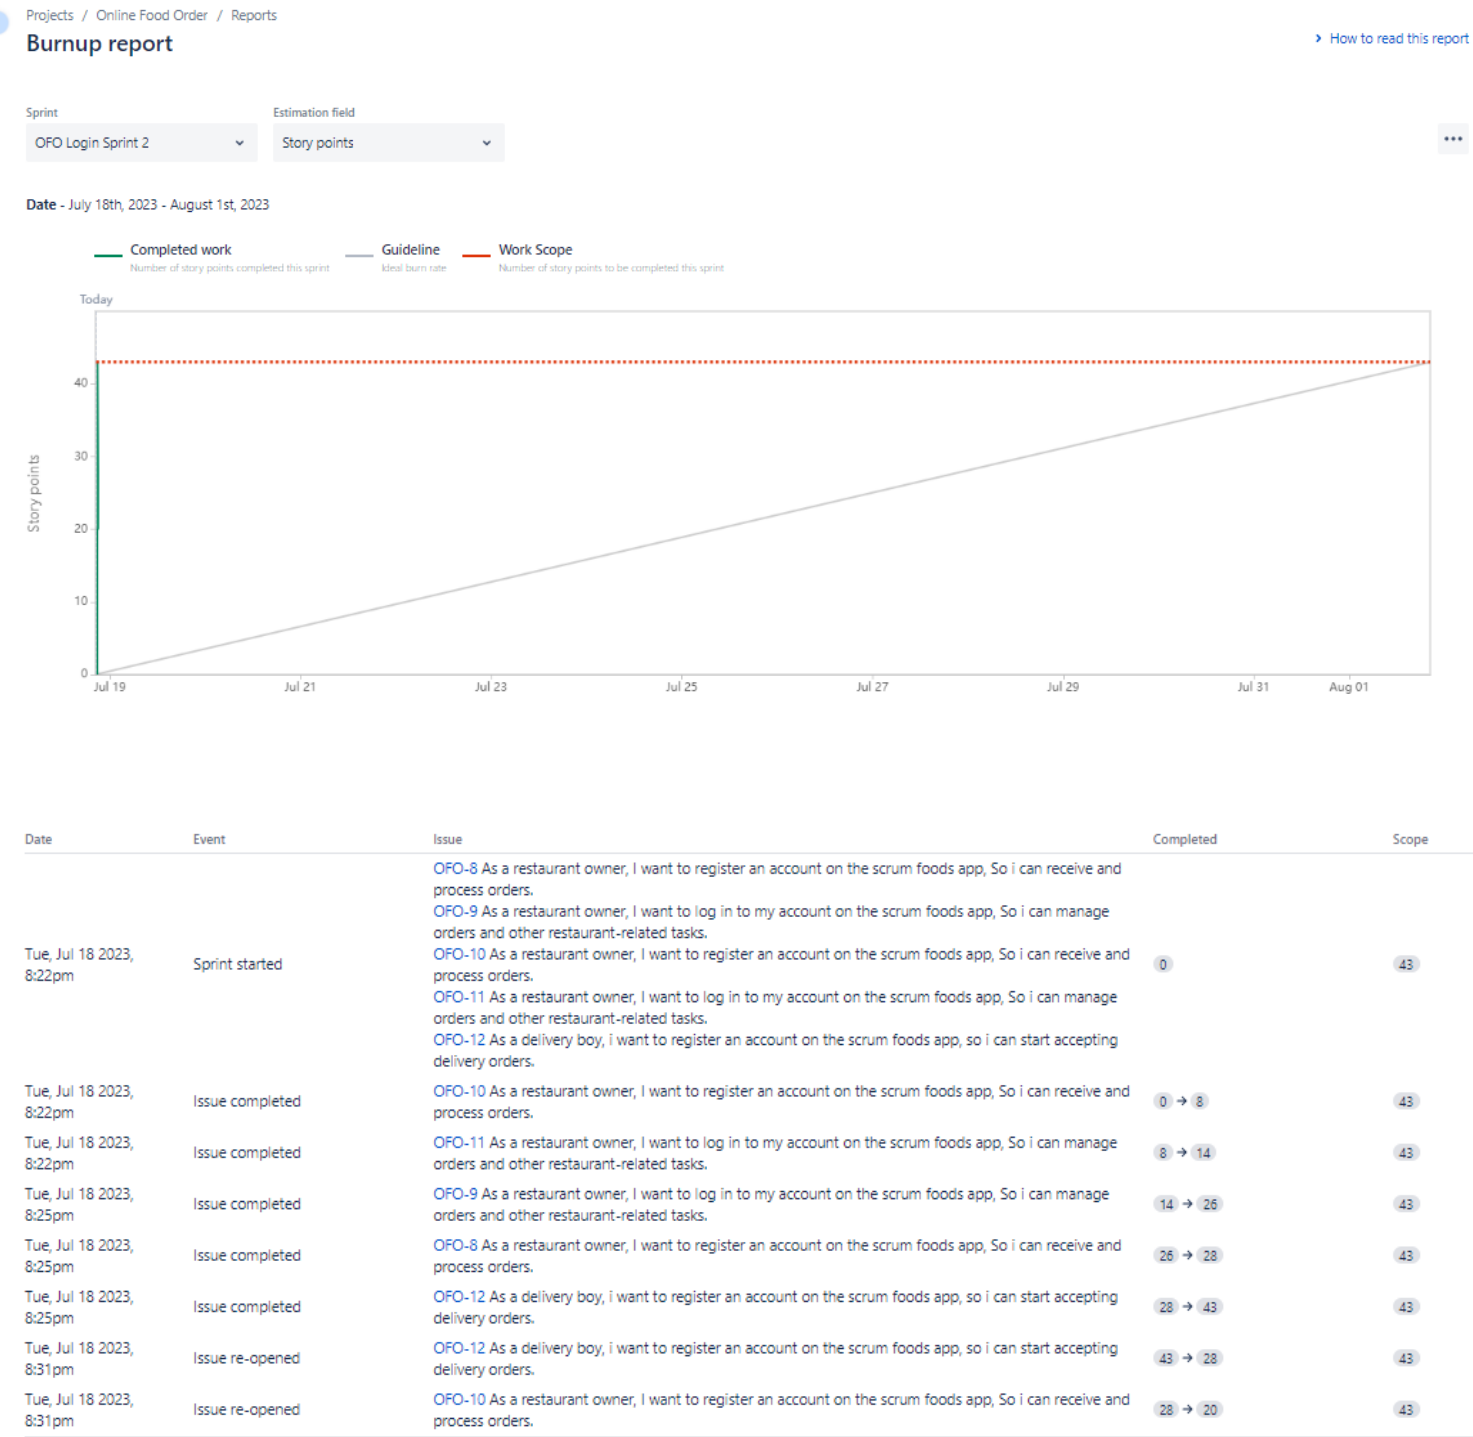 Projects / Online Food Order / Reports
Burnup report
How to read this report
Sprint
Estimation field
OFO Login Sprint 2
Story points
Date - July 18th, 2023 - August 1st, 2023
Completed work
Number of story points completed this sprint
Guideline
Ideal burn rate
Work Scope
Number of story points to be completed this sprint
Today
40
30
20
10
0
Story points
Jul 19
Jul 21
Jul 23
Jul 25
Jul 27
Jul 29
Jul 31
Aug 01
Date
Event
Issue
Completed
Scope
Tue, Jul 18 2023,
8:22pm
Sprint started
OFO-8 As a restaurant owner, I want to register an account on the scrum foods app, So i can receive and
process orders.
OFO-9 As a restaurant owner, I want to log in to my account on the scrum foods app, So i can manage
orders and other restaurant-related tasks.
OFO-10 As a restaurant owner, I want to register an account on the scrum foods app, So i can receive and
process orders.
OFO-11 As a restaurant owner, I want to log in to my account on the scrum foods app, So i can manage
orders and other restaurant-related tasks.
OFO-12 As a delivery boy, i want to register an account on the scrum foods app, so i can start accepting
delivery orders.
0
43
Tue, Jul 18 2023,
8:22pm
Issue completed
OFO-10 As a restaurant owner, I want to register an account on the scrum foods app, So i can receive and
process orders.
0 → 8
43
Tue, Jul 18 2023,
8:22pm
Issue completed
OFO-11 As a restaurant owner, I want to log in to my account on the scrum foods app, So i can manage
orders and other restaurant-related tasks.
8 → 14
43
Tue, Jul 18 2023,
8:25pm
Issue completed
OFO-9 As a restaurant owner, I want to log in to my account on the scrum foods app, So i can manage
orders and other restaurant-related tasks.
14 → 26
43
Tue, Jul 18 2023,
8:25pm
Issue completed
OFO-8 As a restaurant owner, I want to register an account on the scrum foods app, So i can receive and
process orders.
26 → 28
43
Tue, Jul 18 2023,
8:25pm
Issue completed
OFO-12 As a delivery boy, i want to register an account on the scrum foods app, so i can start accepting
delivery orders.
28 → 43
43
Tue, Jul 18 2023,
8:31pm
Issue re-opened
OFO-12 As a delivery boy, i want to register an account on the scrum foods app, so i can start accepting
delivery orders.
43 → 28
43
Tue, Jul 18 2023,
8:31pm
Issue re-opened
OFO-10 As a restaurant owner, I want to register an account on the scrum foods app, So i can receive and
process orders.
28 → 20
43